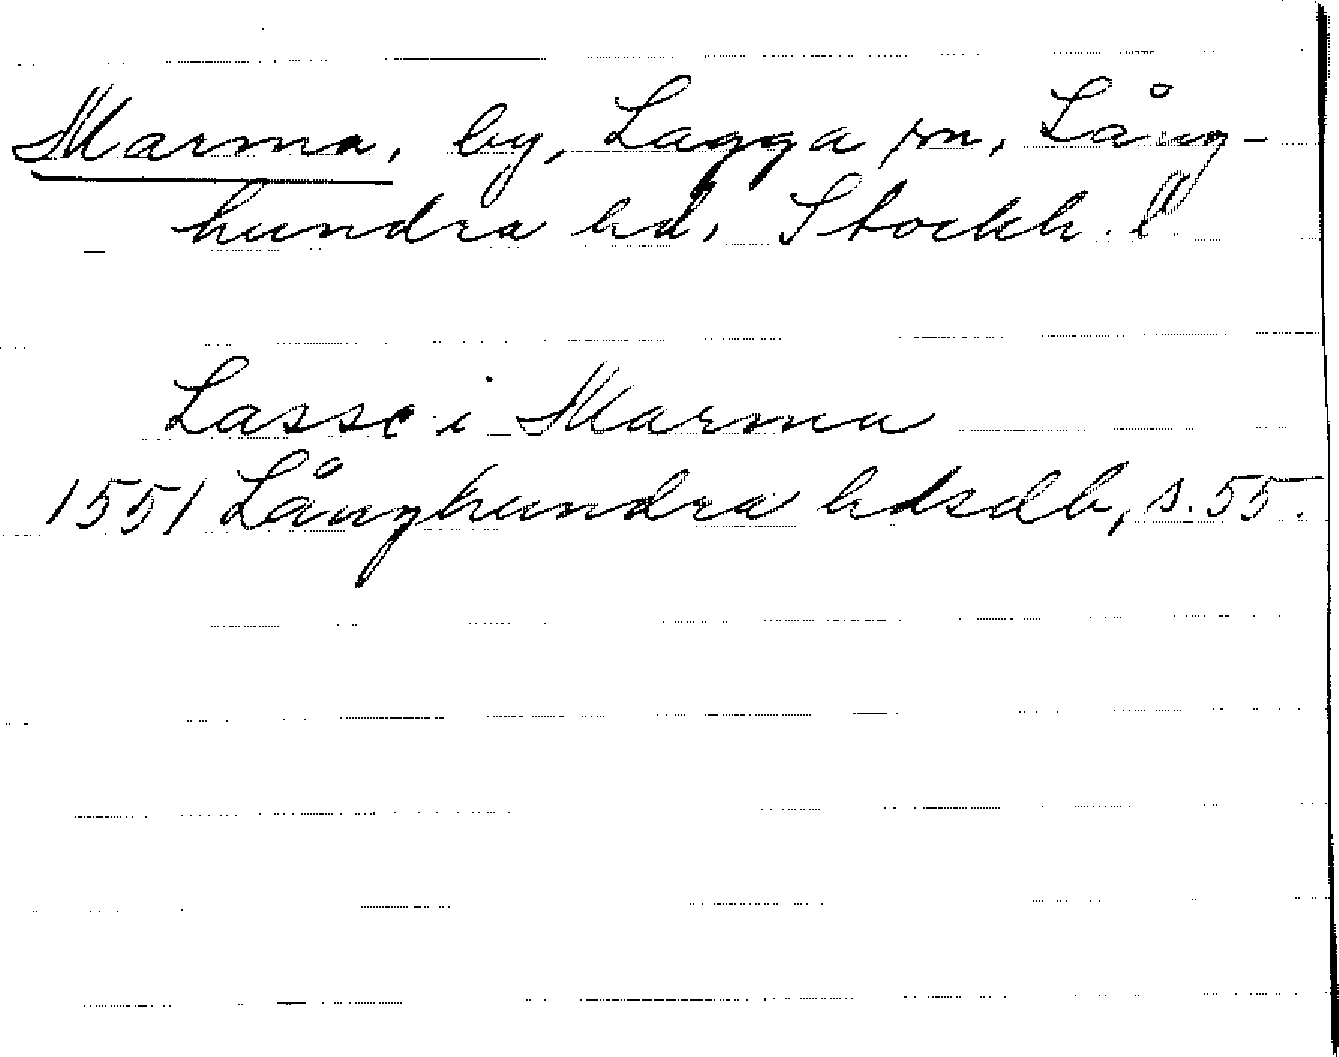 Marma, by, Lagga sn, Lång-
hundra hd, Stockh. l.
Lasse i Marma
1551 Långhundra hdsdb, s. 55.